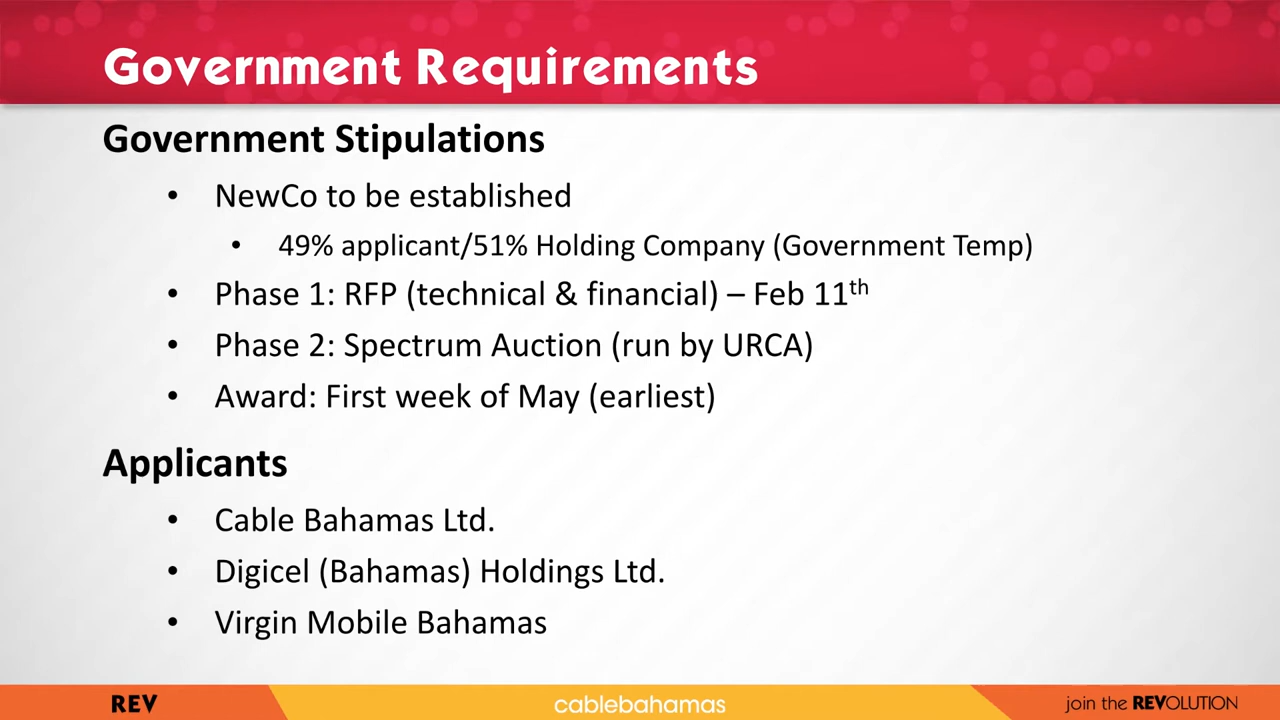 Government Requirements
Government Stipulations
• NewCo to be established
• 49% applicant/51% Holding Company (Government Temp)
• Phase 1: RFP (technical & financial) – Feb 11th
• Phase 2: Spectrum Auction (run by URCA)
• Award: First week of May (earliest)
Applicants
• Cable Bahamas Ltd.
• Digicel (Bahamas) Holdings Ltd.
• Virgin Mobile Bahamas
REV
cablebahamas
join the REVOLUTION